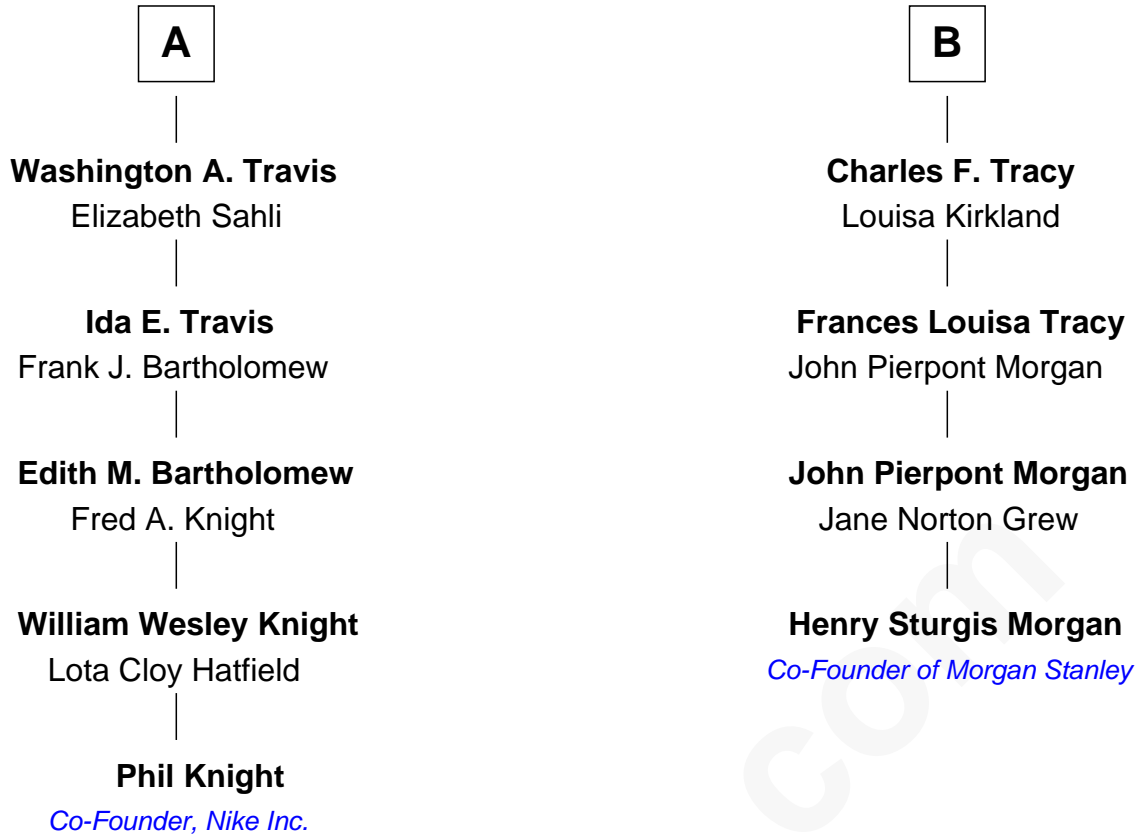 A
Washington A. Travis
Elizabeth Sahli
Ida E. Travis
Frank J. Bartholomew
Edith M. Bartholomew
Fred A. Knight
William Wesley Knight
Lota Cloy Hatfield
Phil Knight
Co-Founder, Nike Inc.
B
Charles F. Tracy
Louisa Kirkland
Frances Louisa Tracy
John Pierpont Morgan
John Pierpont Morgan
Jane Norton Grew
Henry Sturgis Morgan
Co-Founder of Morgan Stanley
com